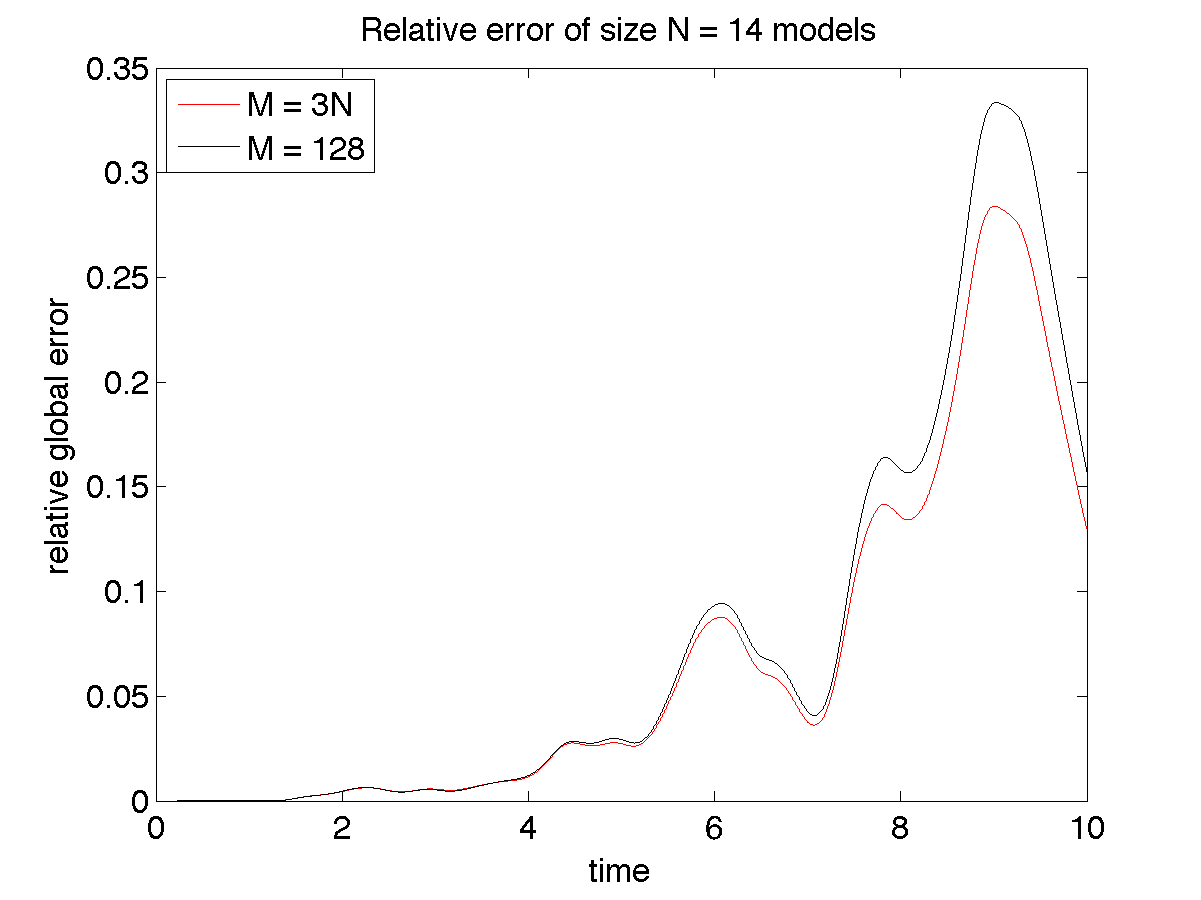 Relative error of size N = 14 models
M = 3N
M = 128
relative global error
0.35
0.3
0.25
0.2
0.15
0.1
0.05
0
0 2 4 6 8 10
time